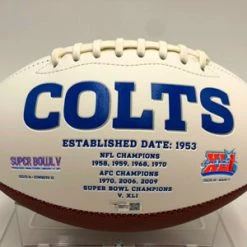 COLTS
ESTABLISHED DATE: 1953
NFL CHAMPIONS
1958, 1959, 1968, 1970
AFC CHAMPIONS
1970, 2006, 2009
SUPER BOWL CHAMPIONS
V, XLI
SUPER BOWL V
XLI